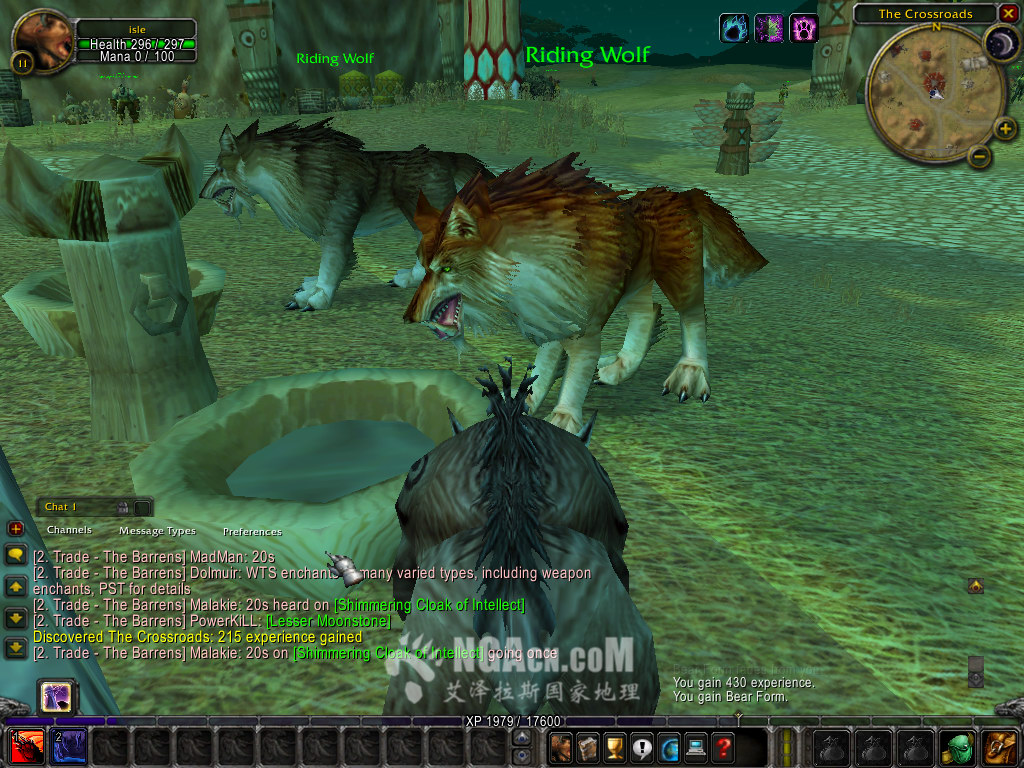 isle
Health 296 / 297
Mana 0 / 100
11
Riding Wolf
Riding Wolf
The Crossroads
N
Chat 1
Channels
Message Types
Preferences
[2. Trade - The Barrens] MadMan: 20s
[2. Trade - The Barrens] Dolmuir: WTS enchants many varied types, including weapon
enchants, PST for details
[2. Trade - The Barrens] Malakie: 20s heard on [Shimmering Cloak of Intellect]
[2. Trade - The Barrens] PowerKiLL: [Lesser Moonstone]
Discovered The Crossroads: 215 experience gained
[2. Trade - The Barrens] Malakie: 20s on [Shimmering Cloak of Intellect] going once
NGACN.COM
艾泽拉斯国家地理
You gain 430 experience.
You gain Bear Form.
XP 1979 / 17600
1
2